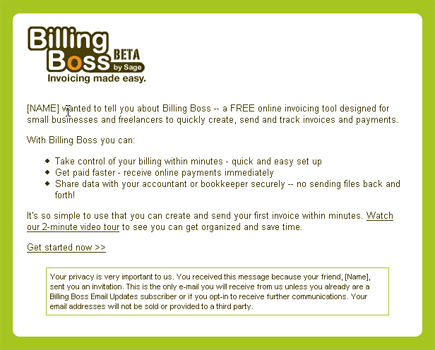 Billing
Boss BETA
by Sage
Invoicing made easy.
[NAME] wanted to tell you about Billing Boss -- a FREE online invoicing tool designed for
small businesses and freelancers to quickly create, send and track invoices and payments.
With Billing Boss you can:
Take control of your billing within minutes - quick and easy set up
Get paid faster - receive online payments immediately
Share data with your accountant or bookkeeper securely -- no sending files back and
forth!
It's so simple to use that you can create and send your first invoice within minutes. Watch
our 2-minute video tour to see you can get organized and save time.
Get started now >>
Your privacy is very important to us. You received this message because your friend, [Name],
sent you an invitation. This is the only e-mail you will receive from us unless you already are a
Billing Boss Email Updates subscriber or if you opt-in to receive further communications. Your
email addresses will not be sold or provided to a third party.